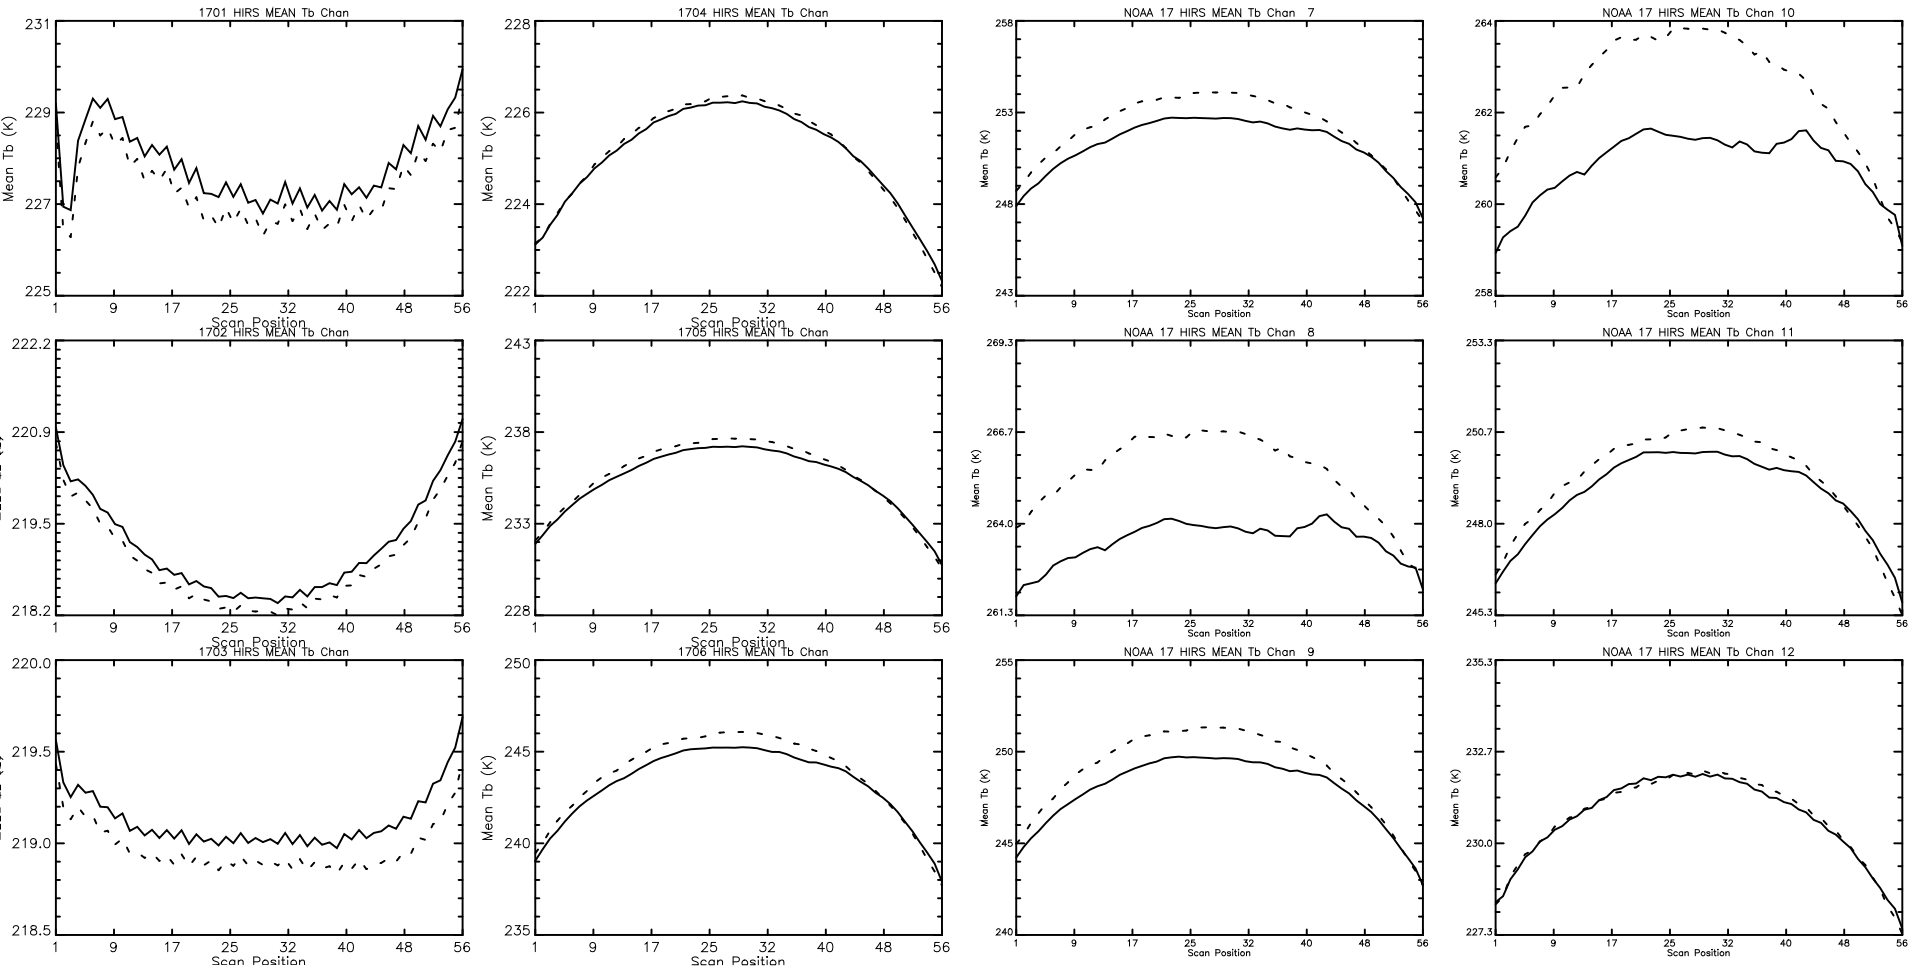 1701 HIRS MEAN Tb Chan
231
229
227
225
Mean Tb (K)
1 9 17 25 32 40 48 56
Scan Position
1704 HIRS MEAN Tb Chan
228
226
224
222
Mean Tb (K)
1 9 17 25 32 40 48 56
Scan Position
NOAA 17 HIRS MEAN Tb Chan 7
258
253
248
243
Mean Tb (K)
1 9 17 25 32 40 48 56
Scan Position
NOAA 17 HIRS MEAN Tb Chan 10
264
262
260
258
Mean Tb (K)
1 9 17 25 32 40 48 56
Scan Position
1702 HIRS MEAN Tb Chan
222.2
220.9
219.5
218.2
1 9 17 25 32 40 48 56
Scan Position
1705 HIRS MEAN Tb Chan
243
238
233
228
Mean Tb (K)
1 9 17 25 32 40 48 56
Scan Position
NOAA 17 HIRS MEAN Tb Chan 8
269.3
266.7
264.0
261.3
Mean Tb (K)
1 9 17 25 32 40 48 56
Scan Position
NOAA 17 HIRS MEAN Tb Chan 11
253.3
250.7
248.0
245.3
Mean Tb (K)
1 9 17 25 32 40 48 56
Scan Position
1703 HIRS MEAN Tb Chan
220.0
219.5
219.0
218.5
1 9 17 25 32 40 48 56
Scan Position
1706 HIRS MEAN Tb Chan
250
245
240
235
Mean Tb (K)
1 9 17 25 32 40 48 56
Scan Position
NOAA 17 HIRS MEAN Tb Chan 9
255
250
245
240
Mean Tb (K)
1 9 17 25 32 40 48 56
Scan Position
NOAA 17 HIRS MEAN Tb Chan 12
235.3
232.7
230.0
227.3
Mean Tb (K)
1 9 17 25 32 40 48 56
Scan Position